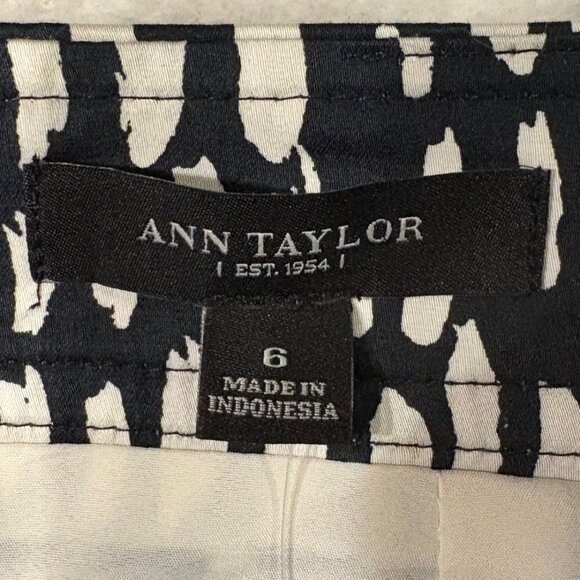 ANN TAYLOR
| EST. 1954 |
6
MADE IN
INDONESIA